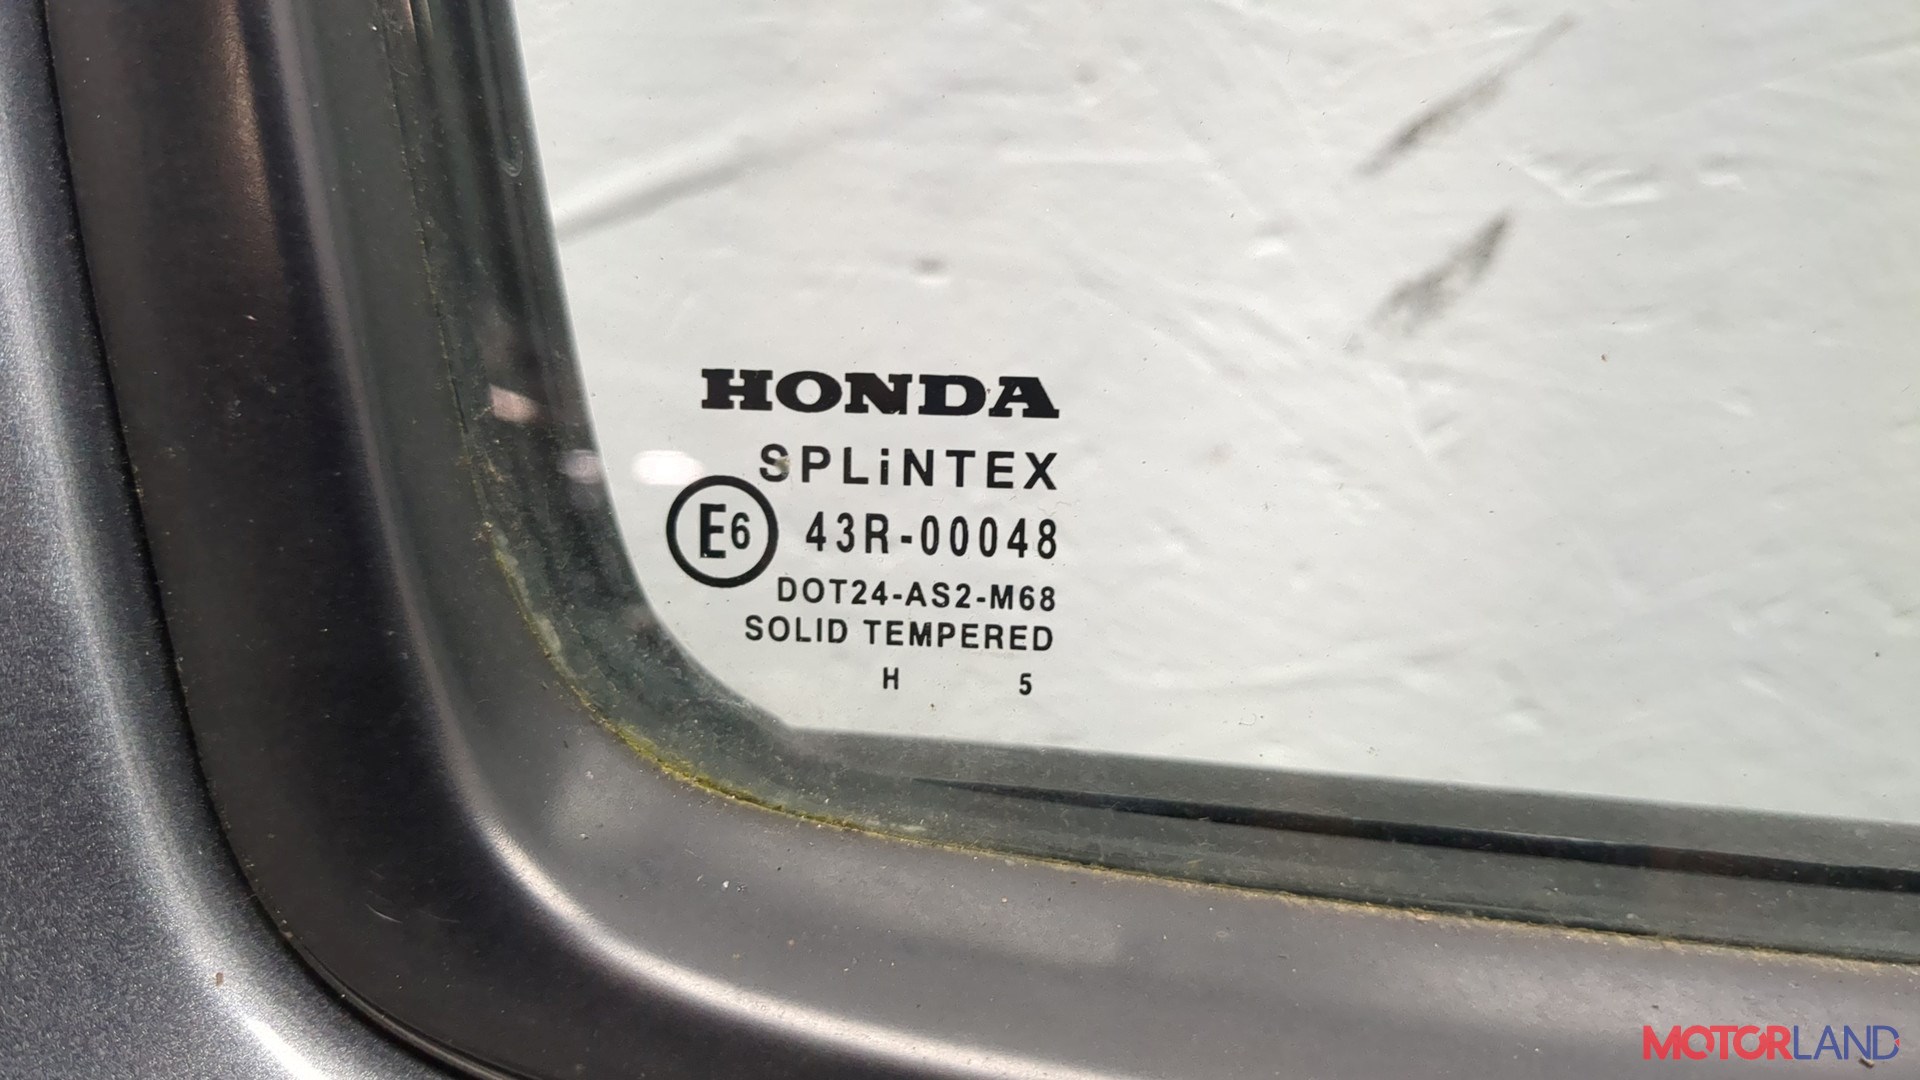 HONDA
SPLiNTEX
E6 43R-00048
DOT24-AS2-M68
SOLID TEMPERED
H 5
MOTORLAND